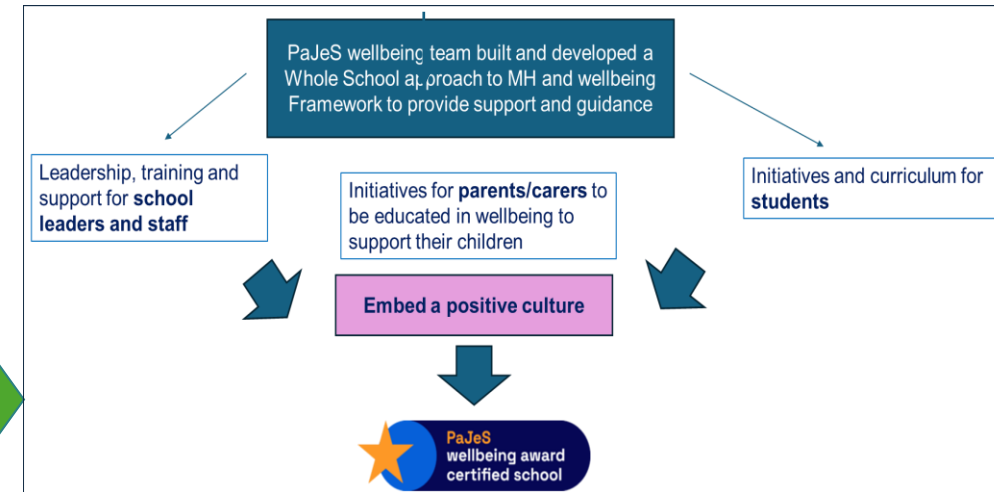 PaJeS wellbeing team built and developed a
Whole School approach to MH and wellbeing
Framework to provide support and guidance
Leadership, training and
support for school
leaders and staff
Initiatives for parents/carers to
be educated in wellbeing to
support their children
Initiatives and curriculum for
students
Embed a positive culture
PaJeS
wellbeing award
certified school